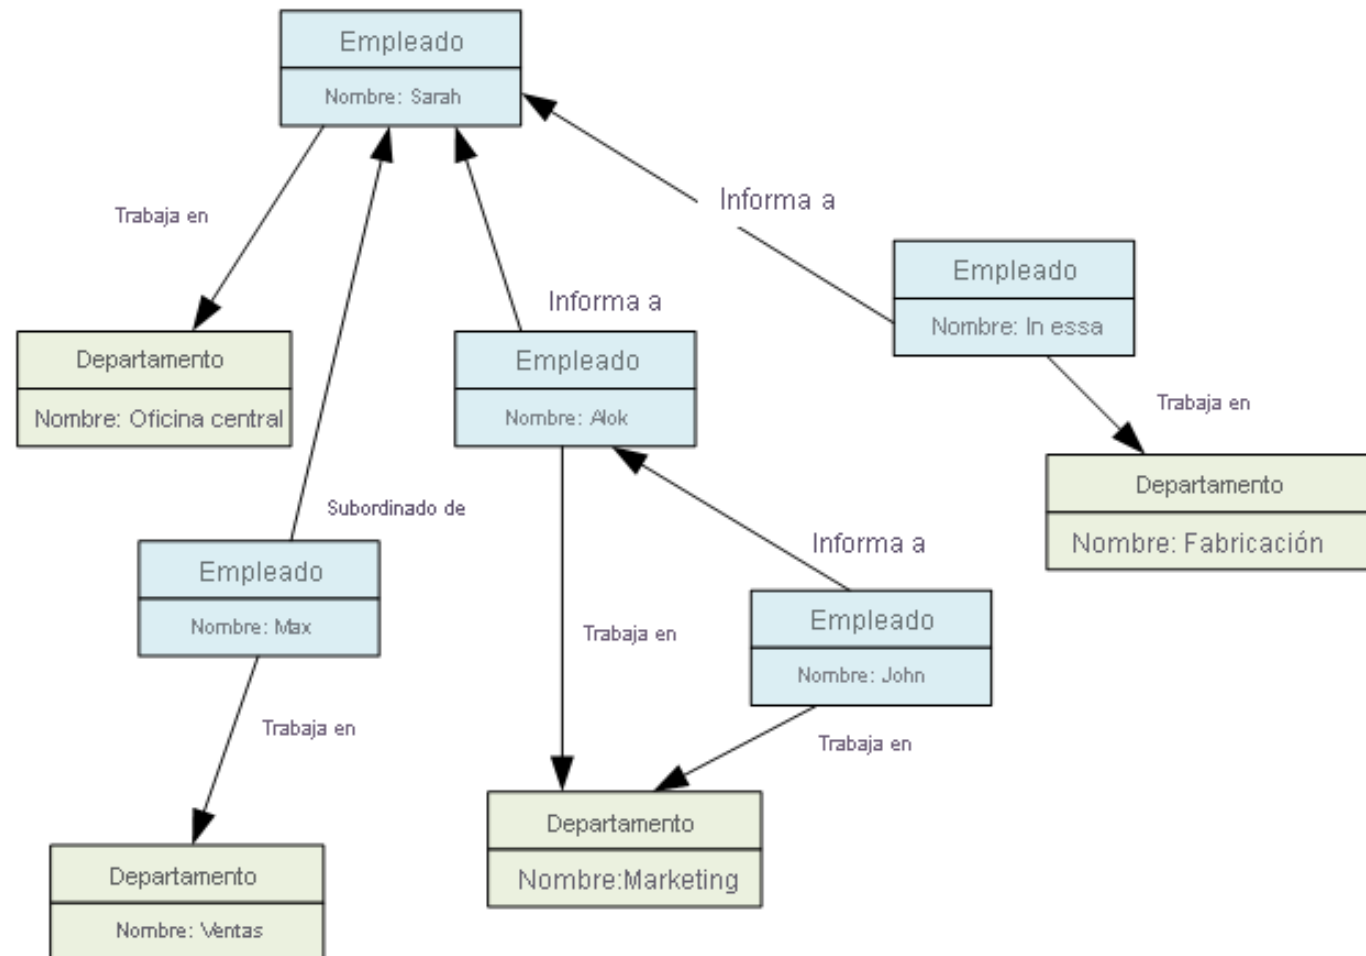 Empleado
Nombre: Sarah
Trabaja en
Informa a
Empleado
Nombre: In essa
Informa a
Departamento
Nombre: Oficina central
Empleado
Nombre: Alok
Trabaja en
Departamento
Nombre: Fabricación
Subordinado de
Informa a
Empleado
Nombre: Max
Empleado
Nombre: John
Trabaja en
Trabaja en
Trabaja en
Departamento
Nombre:Marketing
Departamento
Nombre: Ventas